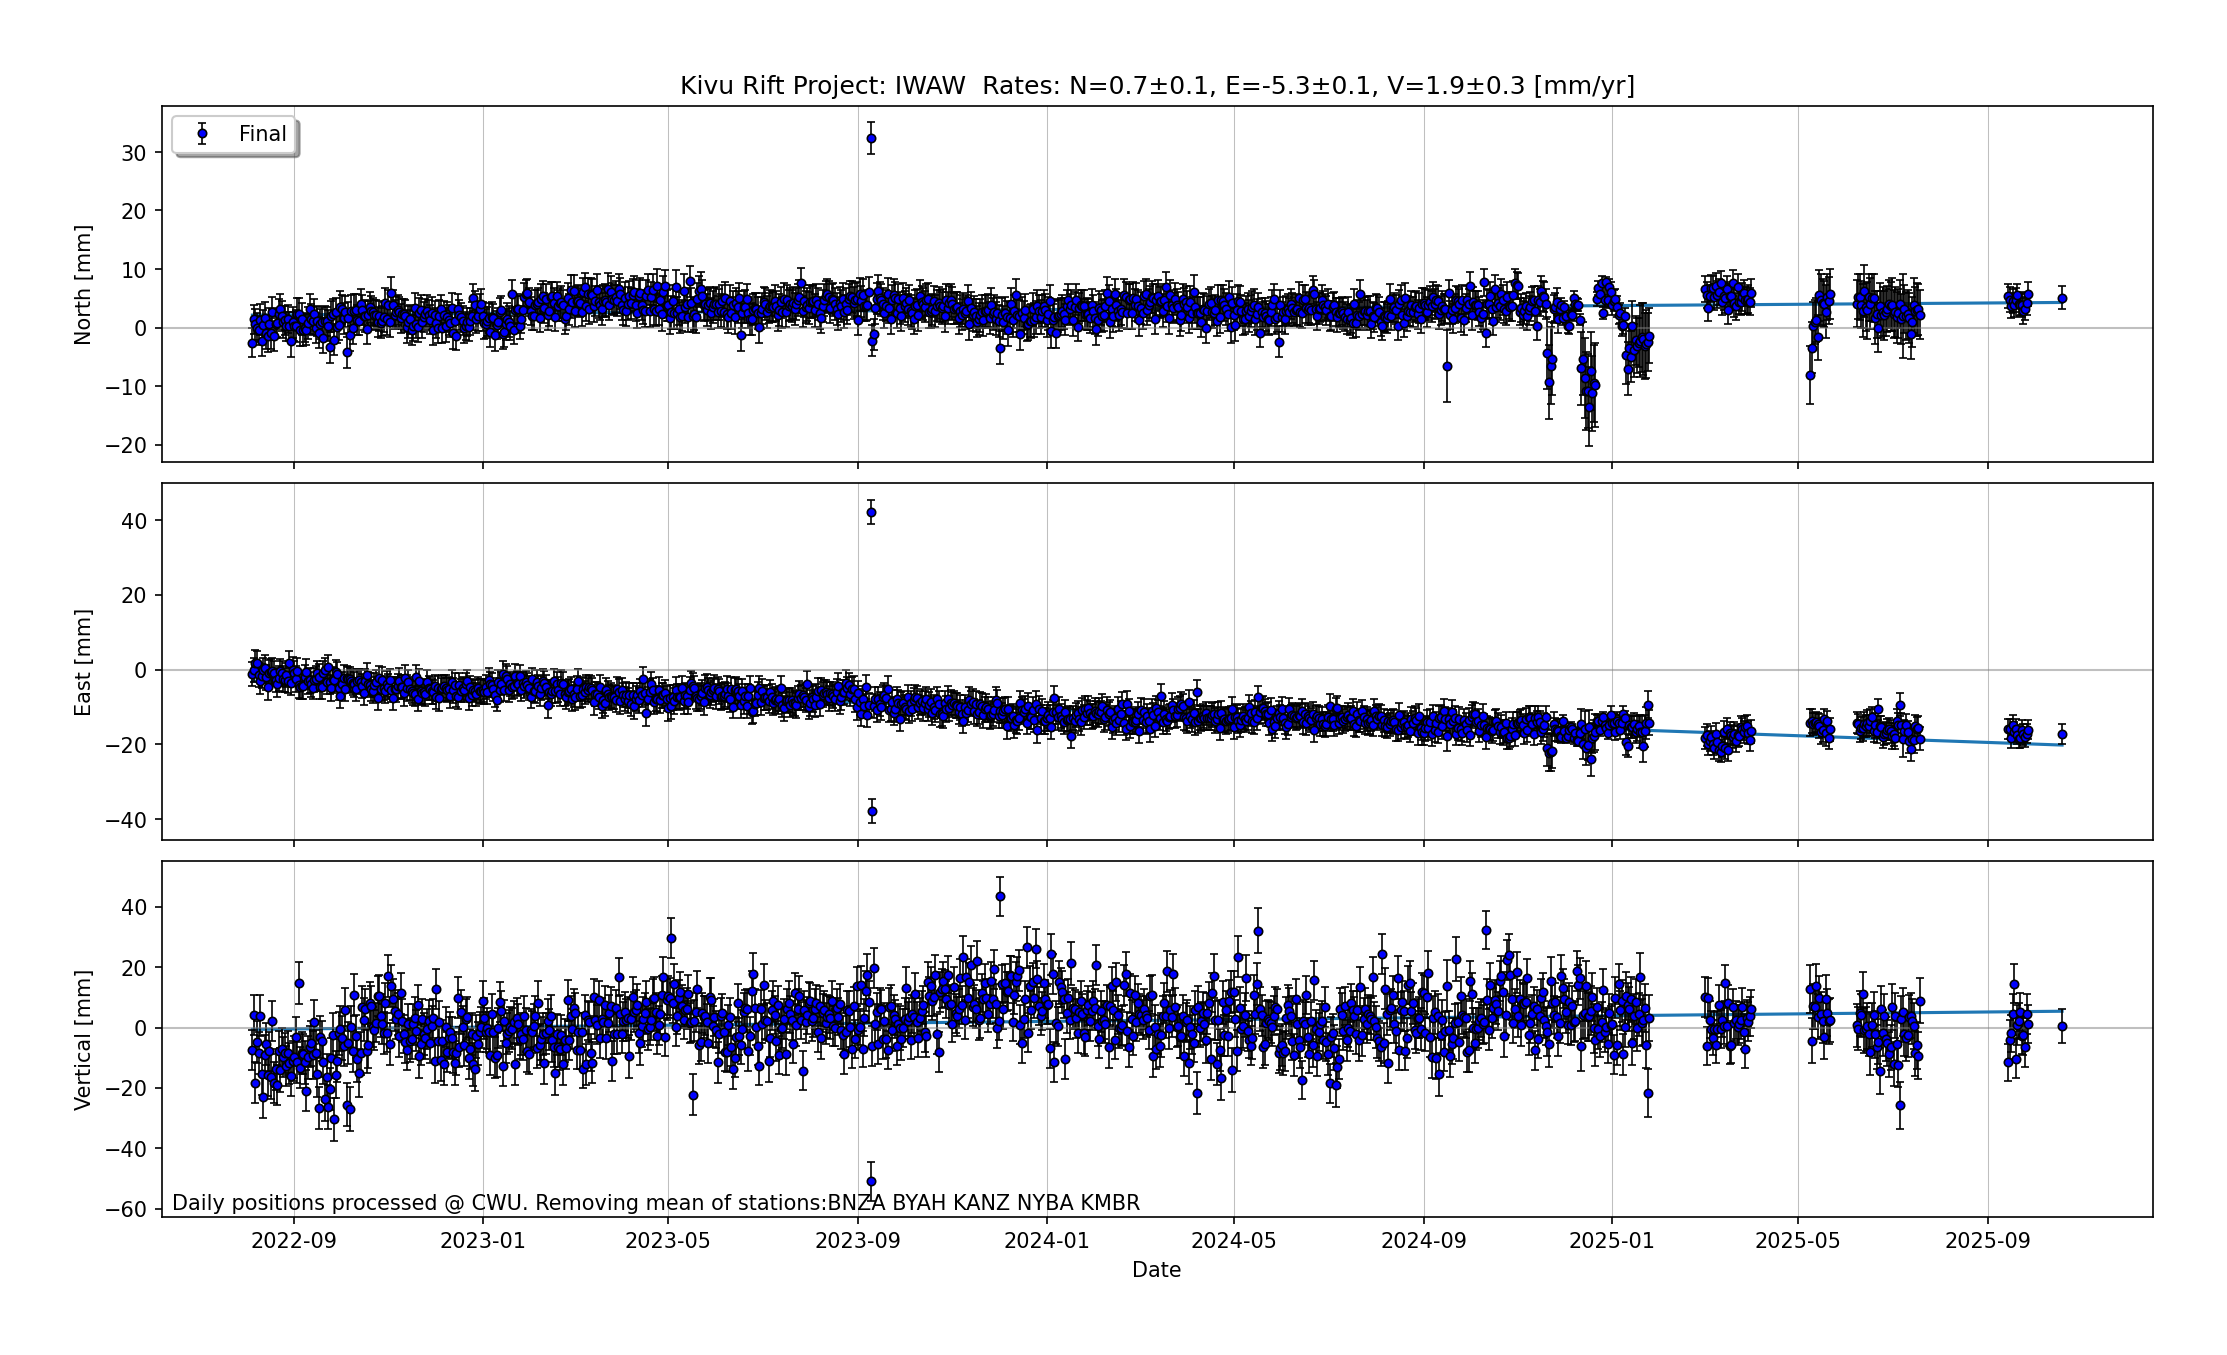 Kivu Rift Project: IWAW  Rates: N=0.7±0.1, E=-5.3±0.1, V=1.9±0.3 [mm/yr]
Final
North [mm]
30
20
10
0
−10
−20
East [mm]
40
20
0
−20
−40
Vertical [mm]
40
20
0
−20
−40
−60
Daily positions processed @ CWU. Removing mean of stations:BNZA BYAH KANZ NYBA KMBR
2022-09 2023-01 2023-05 2023-09 2024-01 2024-05 2024-09 2025-01 2025-05 2025-09
Date